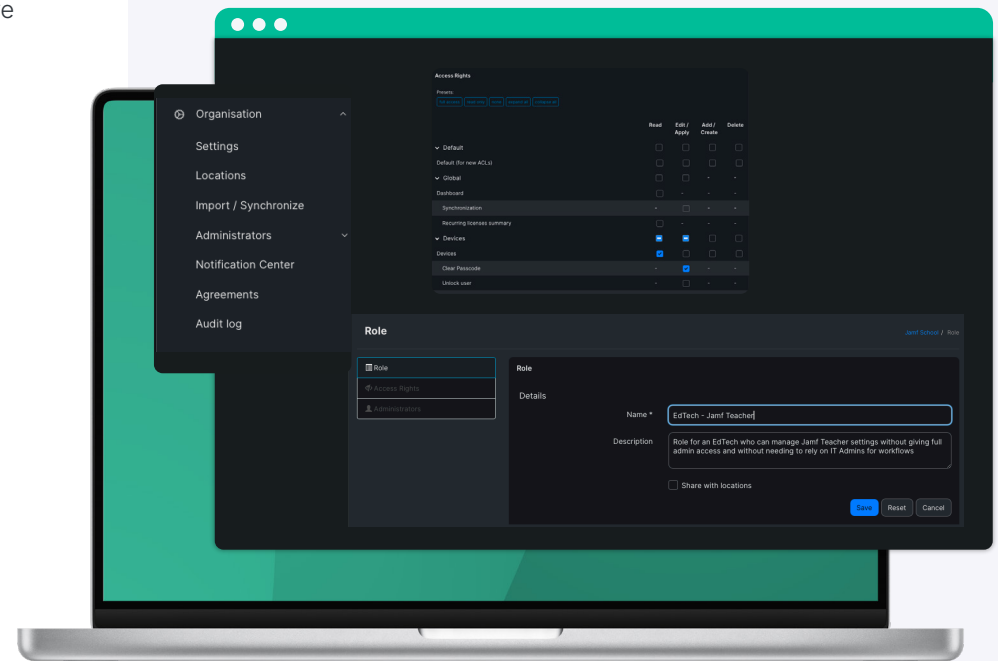 e
Organisation
Settings
Locations
Import / Synchronize
Administrators
Notification Center
Agreements
Audit log
Access Rights
Presets
Read Edit / Apply Add / Create Delete
Default
Default (for new ACLs)
Global
Dashboard - - -
Synchronization - - -
Recurring licenses summary - - -
Devices
Devices
Clear Passcode - - -
Unlock user - - -
Role
Jamf School / Role
Role
Access Rights
Administrators
Role
Details
Name * EdTech - Jamf Teacher
Description Role for an EdTech who can manage Jamf Teacher settings without giving full
admin access and without needing to rely on IT Admins for workflows
Share with locations
Save Reset Cancel